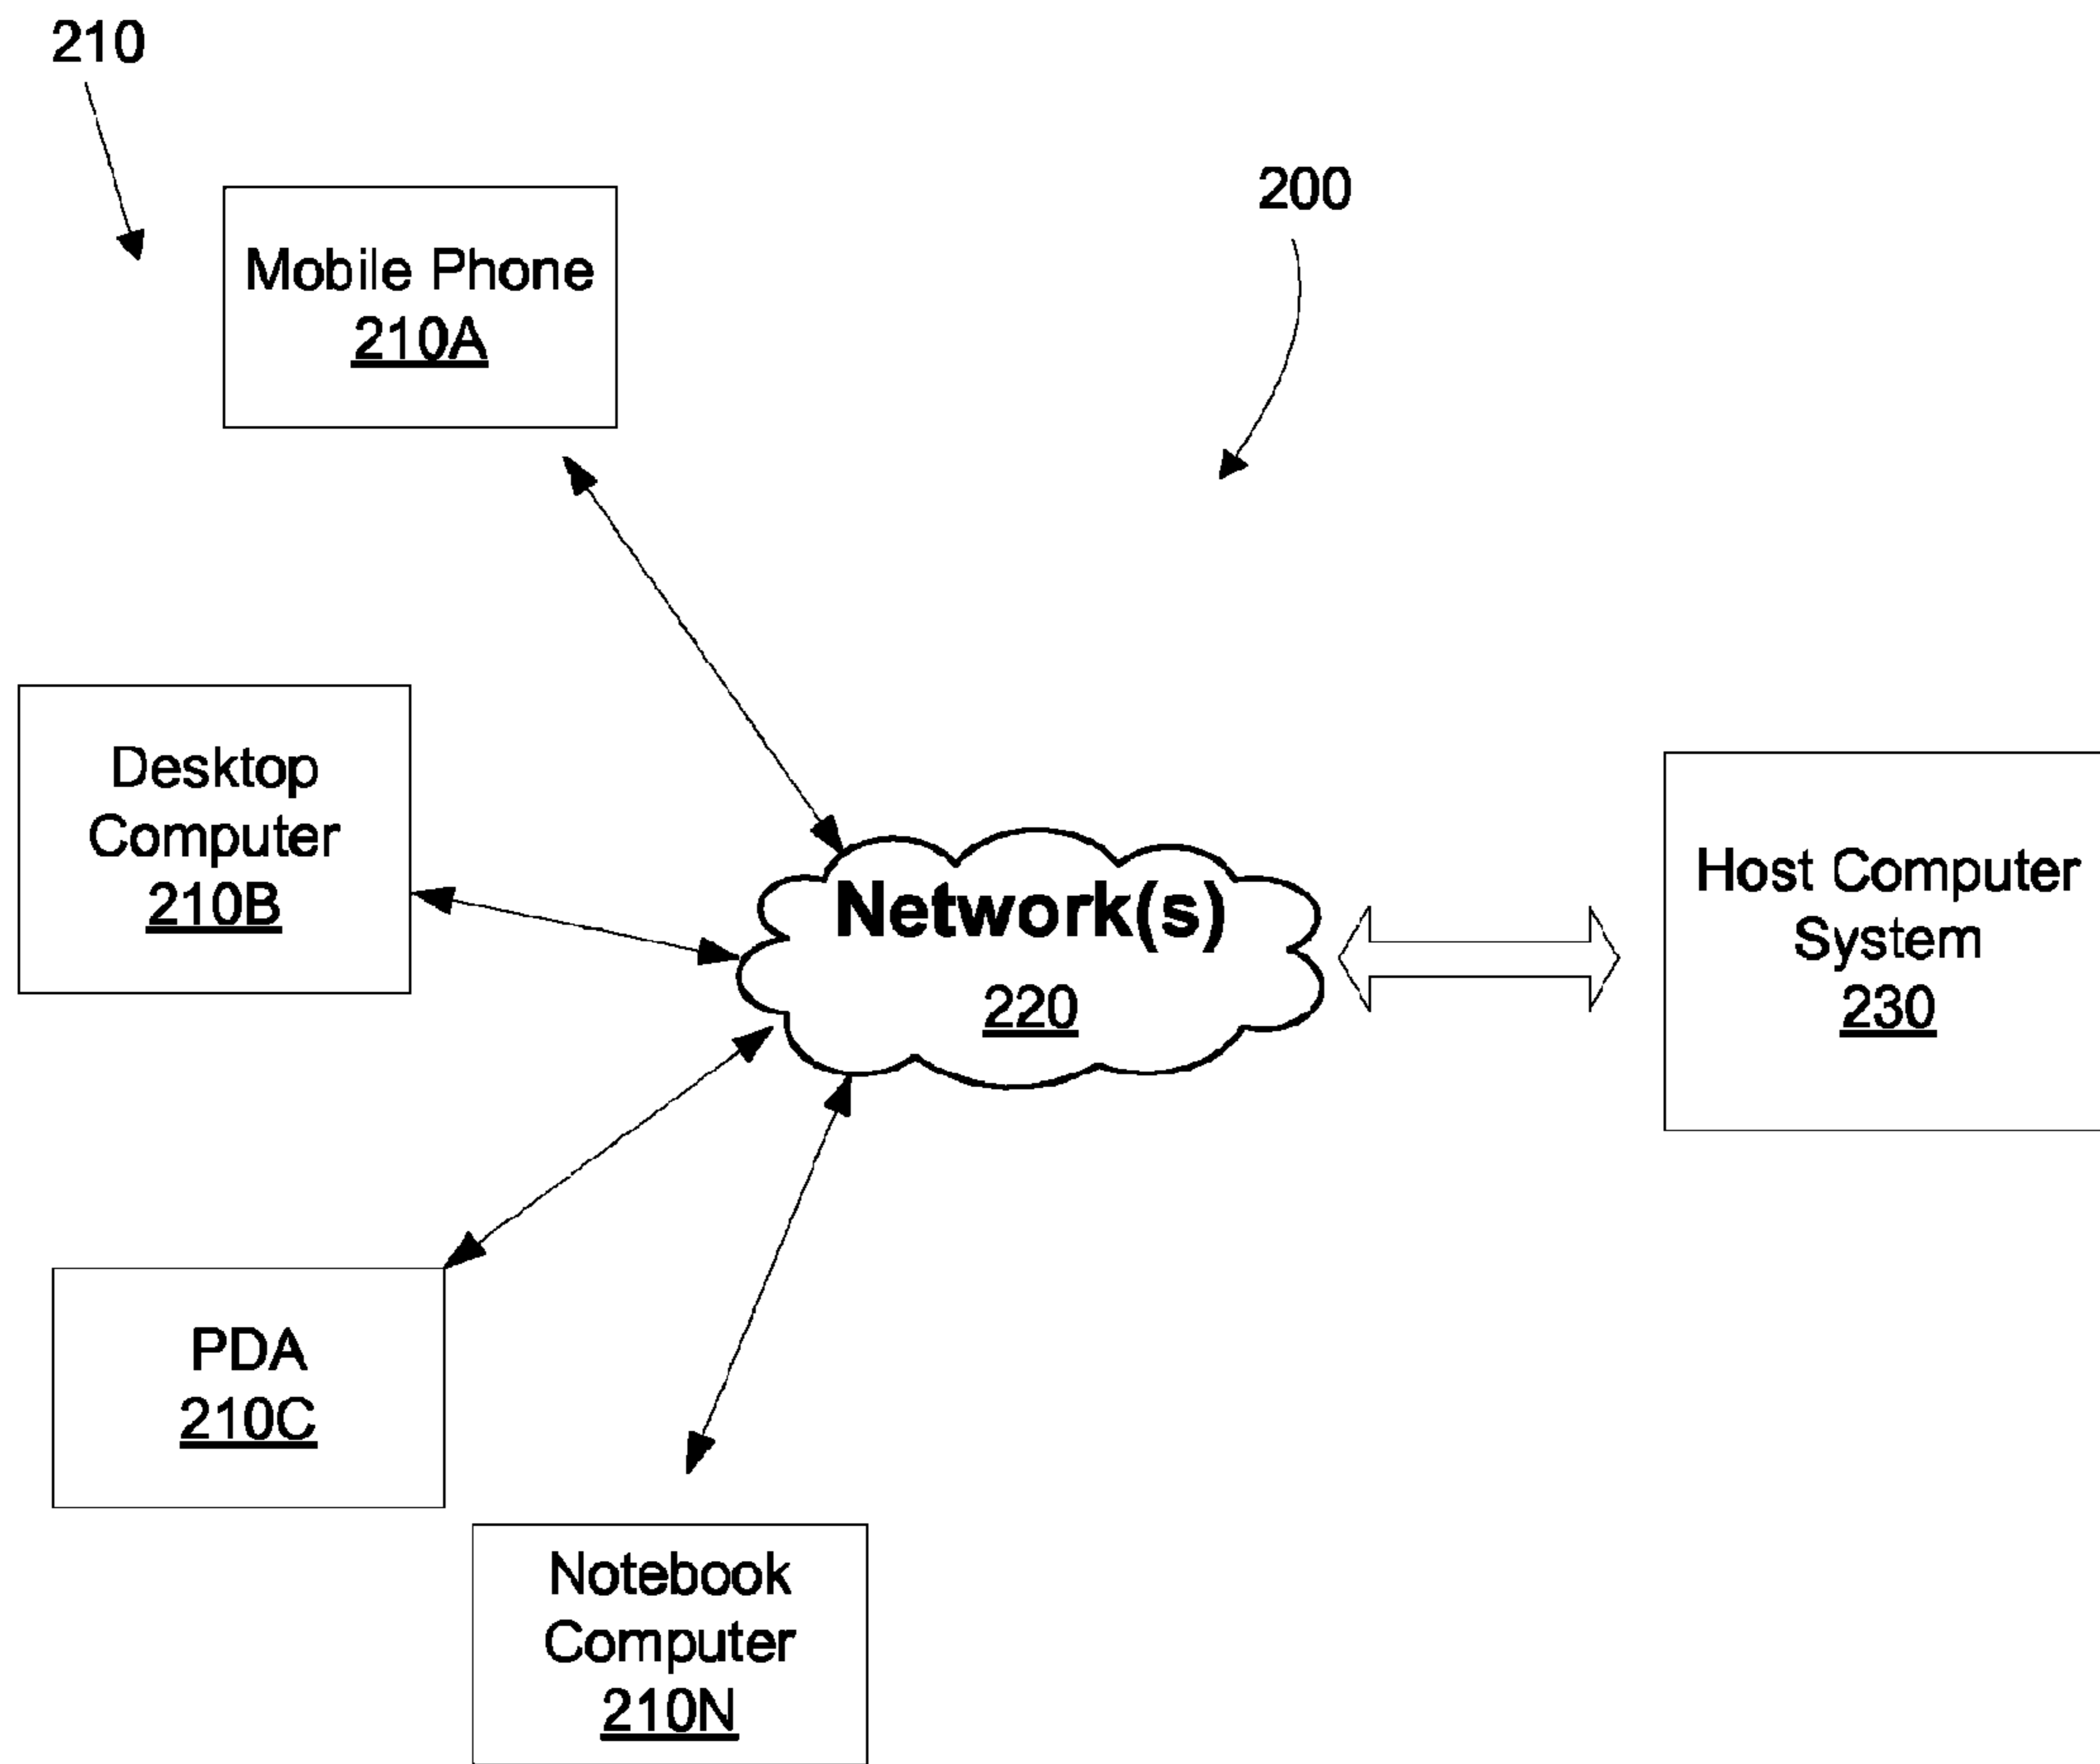 210
200
Mobile Phone
210A
Desktop
Computer
210B
Network(s)
220
Host Computer
System
230
PDA
210C
Notebook
Computer
210N